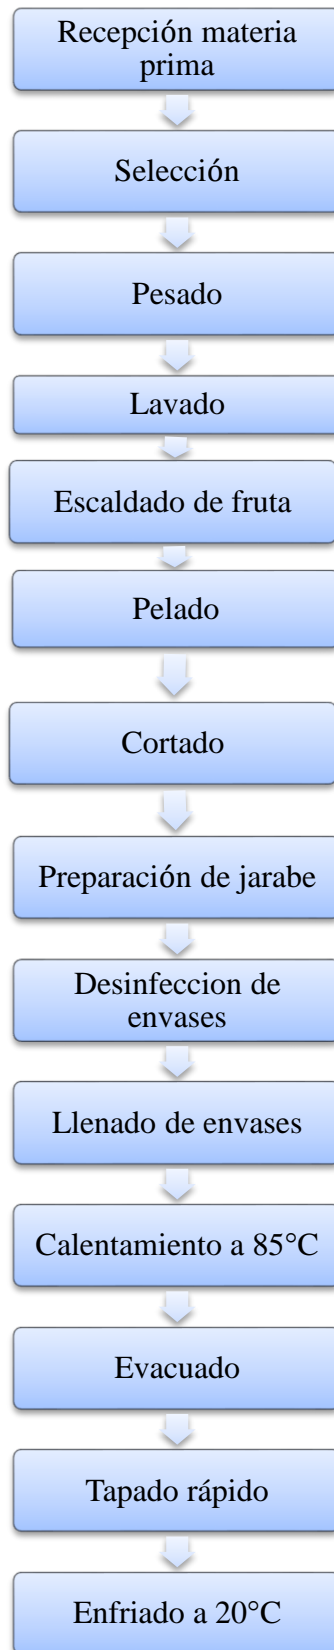 Recepción materia
prima
Selección
Pesado
Lavado
Escaldado de fruta
Pelado
Cortado
Preparación de jarabe
Desinfeccion de
envases
Llenado de envases
Calentamiento a 85°C
Evacuado
Tapado rápido
Enfriado a 20°C